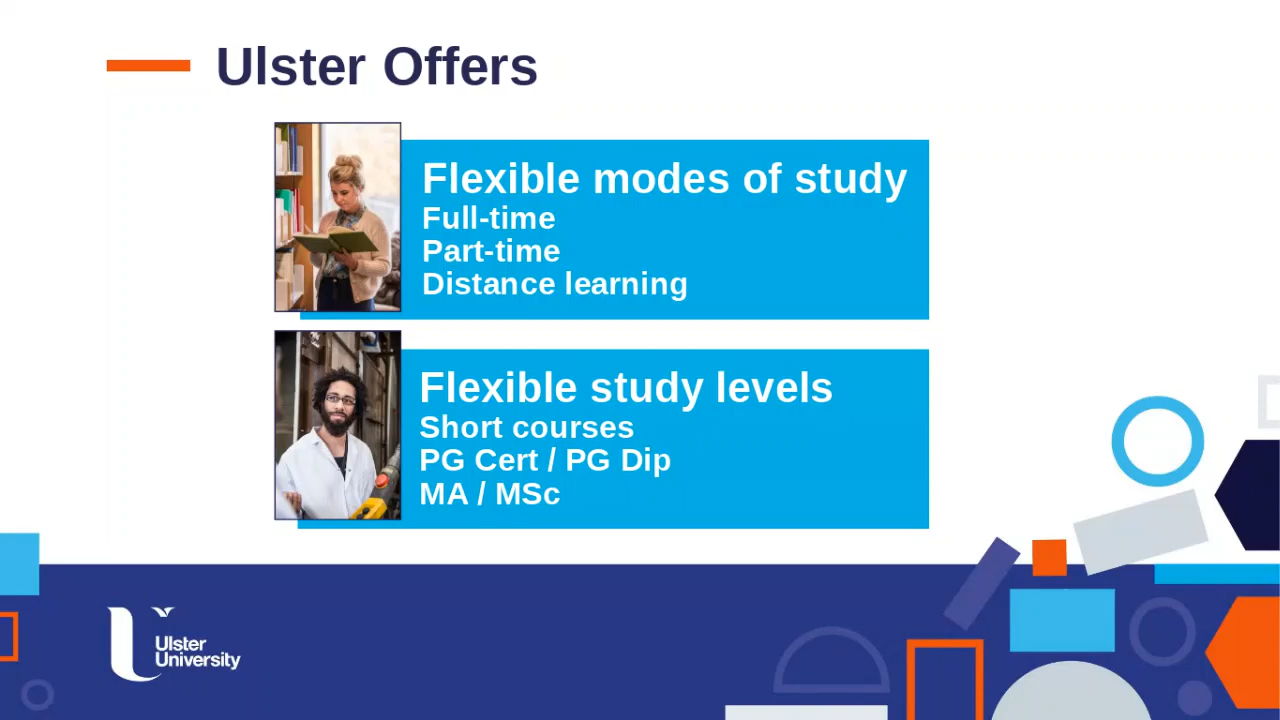 Ulster Offers
Flexible modes of study
Full-time
Part-time
Distance learning
Flexible study levels
Short courses
PG Cert / PG Dip
MA / MSc
Ulster
University